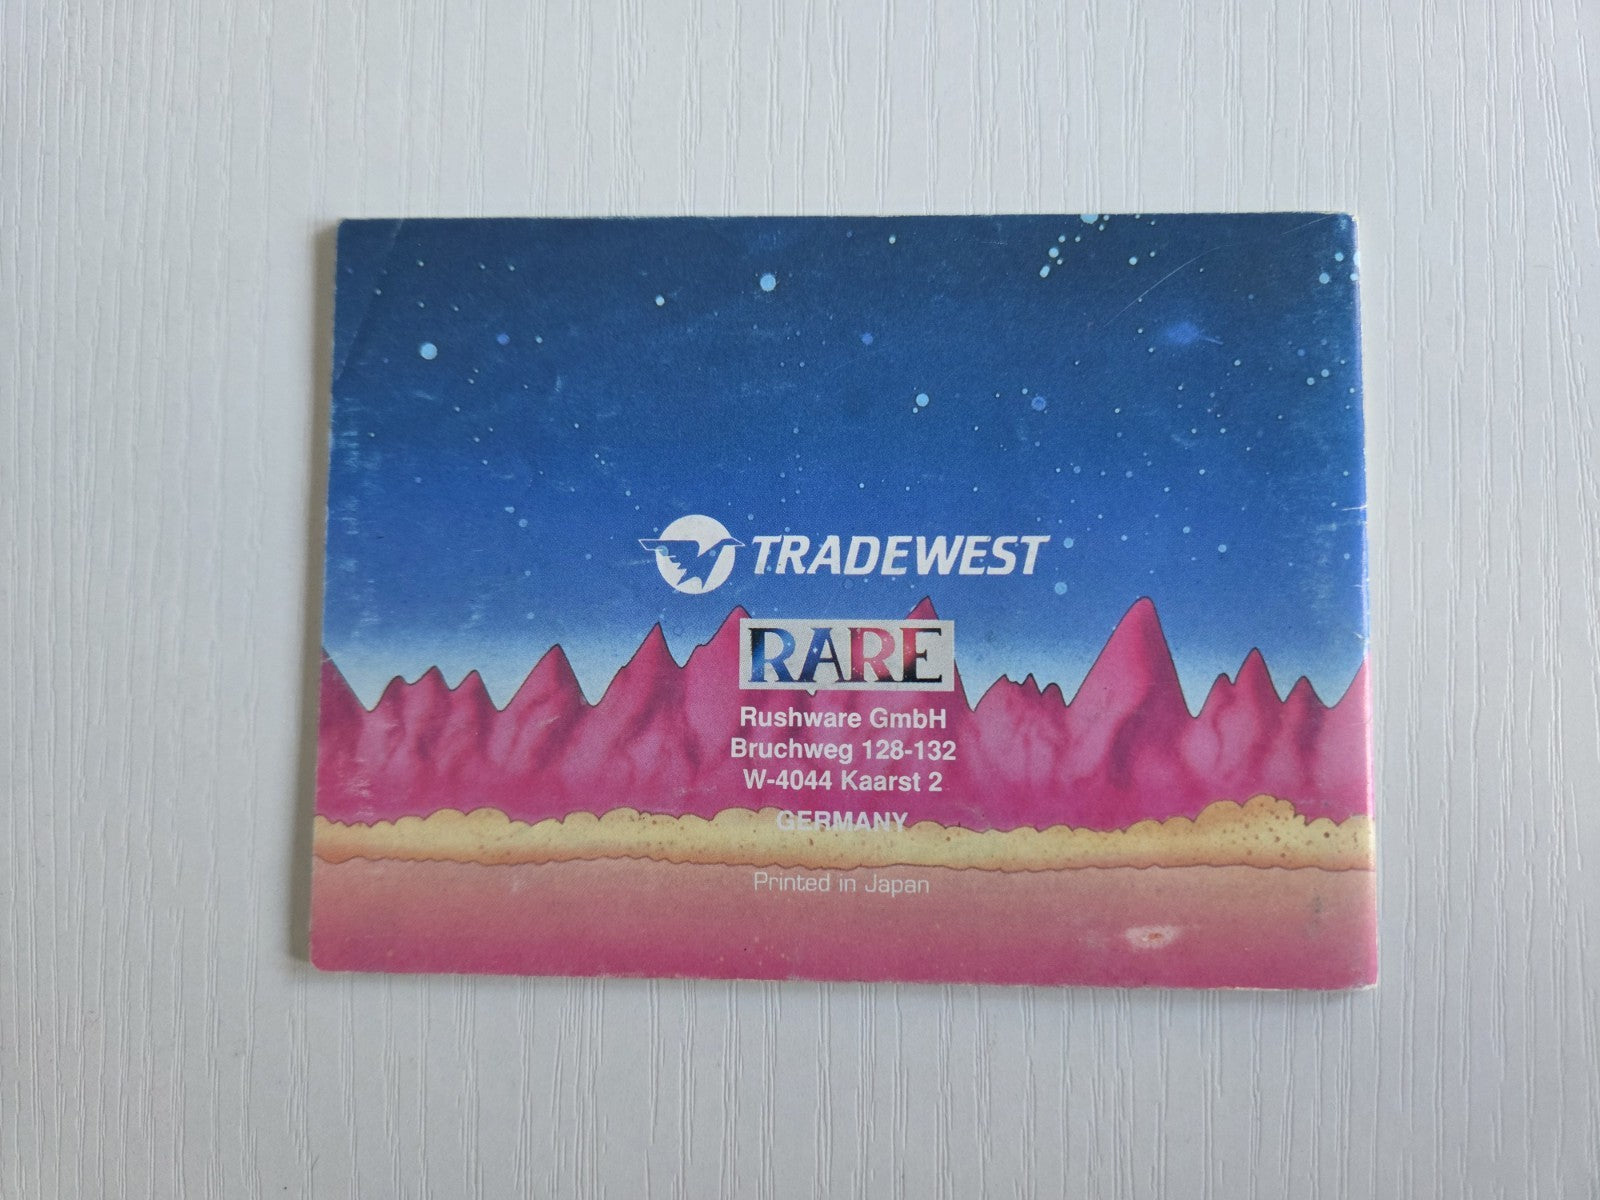 TRADEWEST
RARE
Rushware GmbH
Bruchweg 128-132
W-4044 Kaarst 2
GERMANY
Printed in Japan